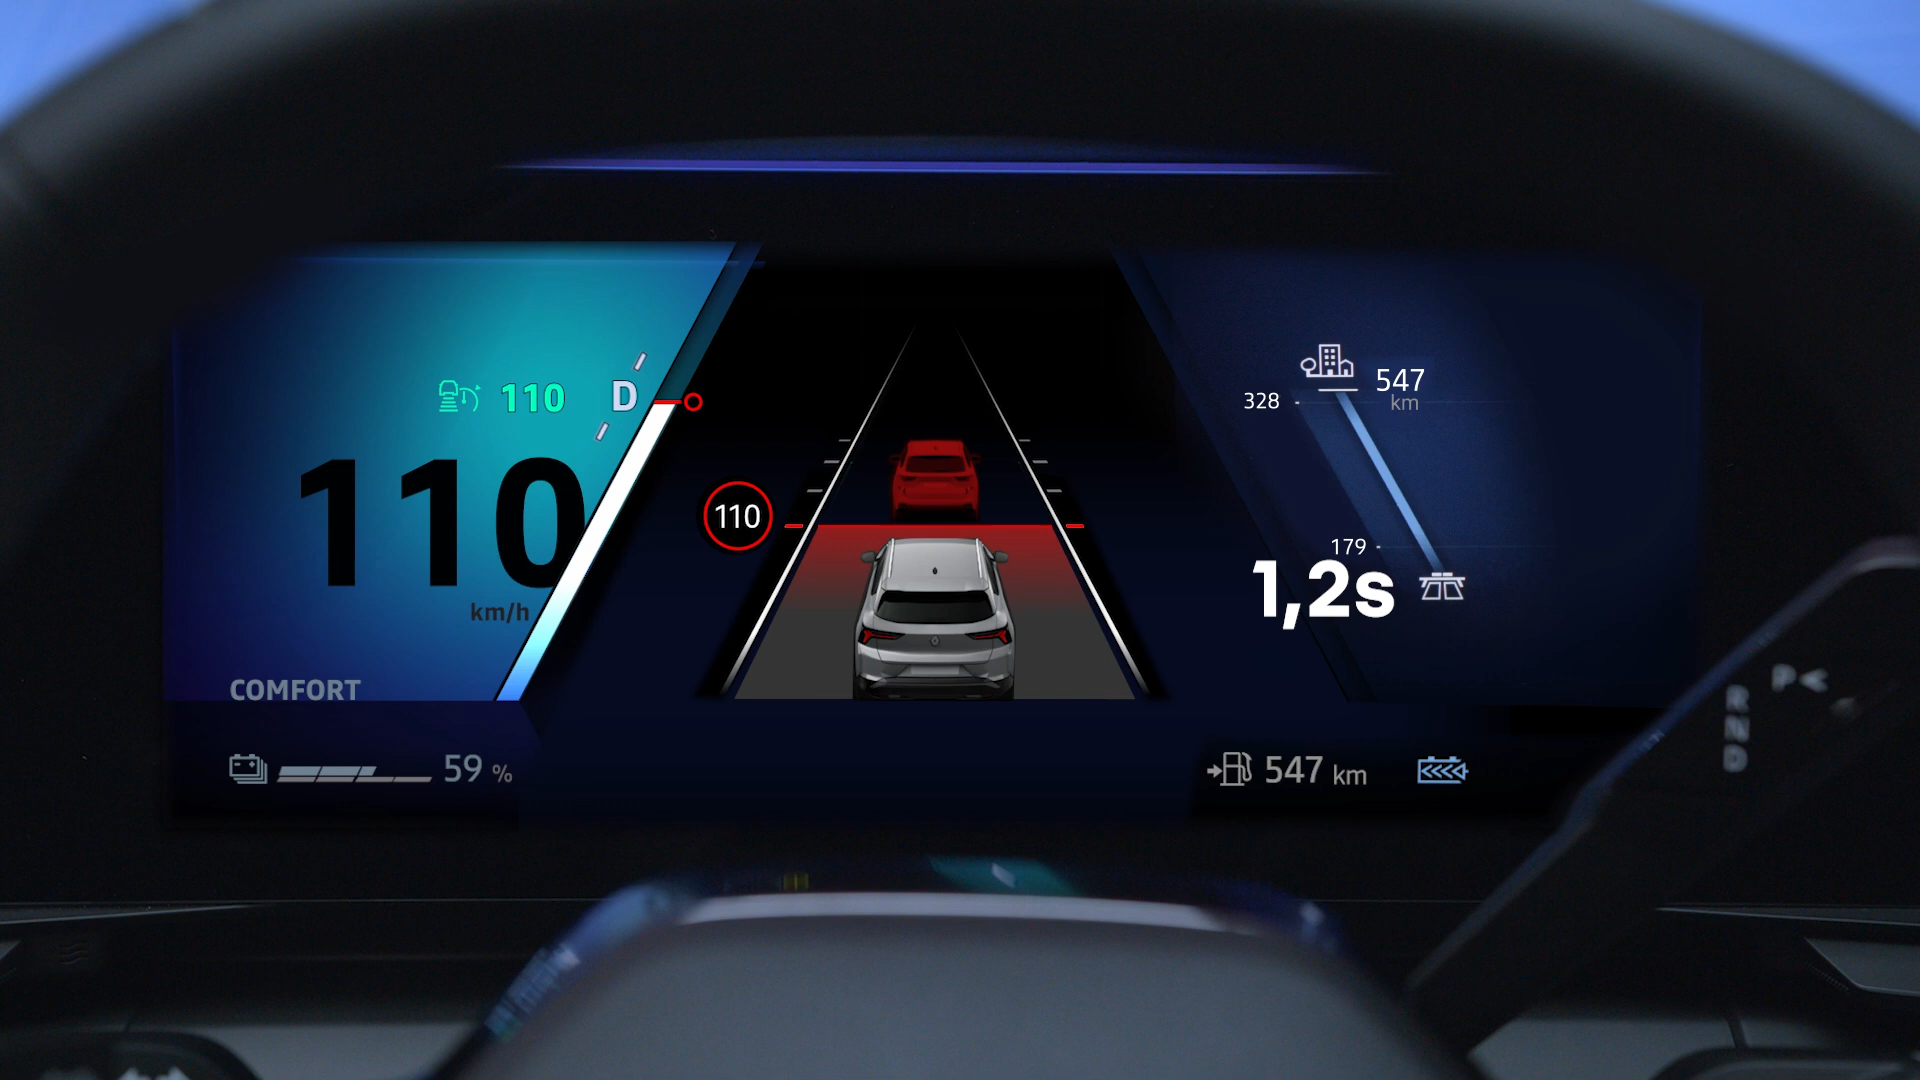 110 D
110
km/h
COMFORT
59 %
110
547
km
328
179
1,2s
547 km
P
R
N
D